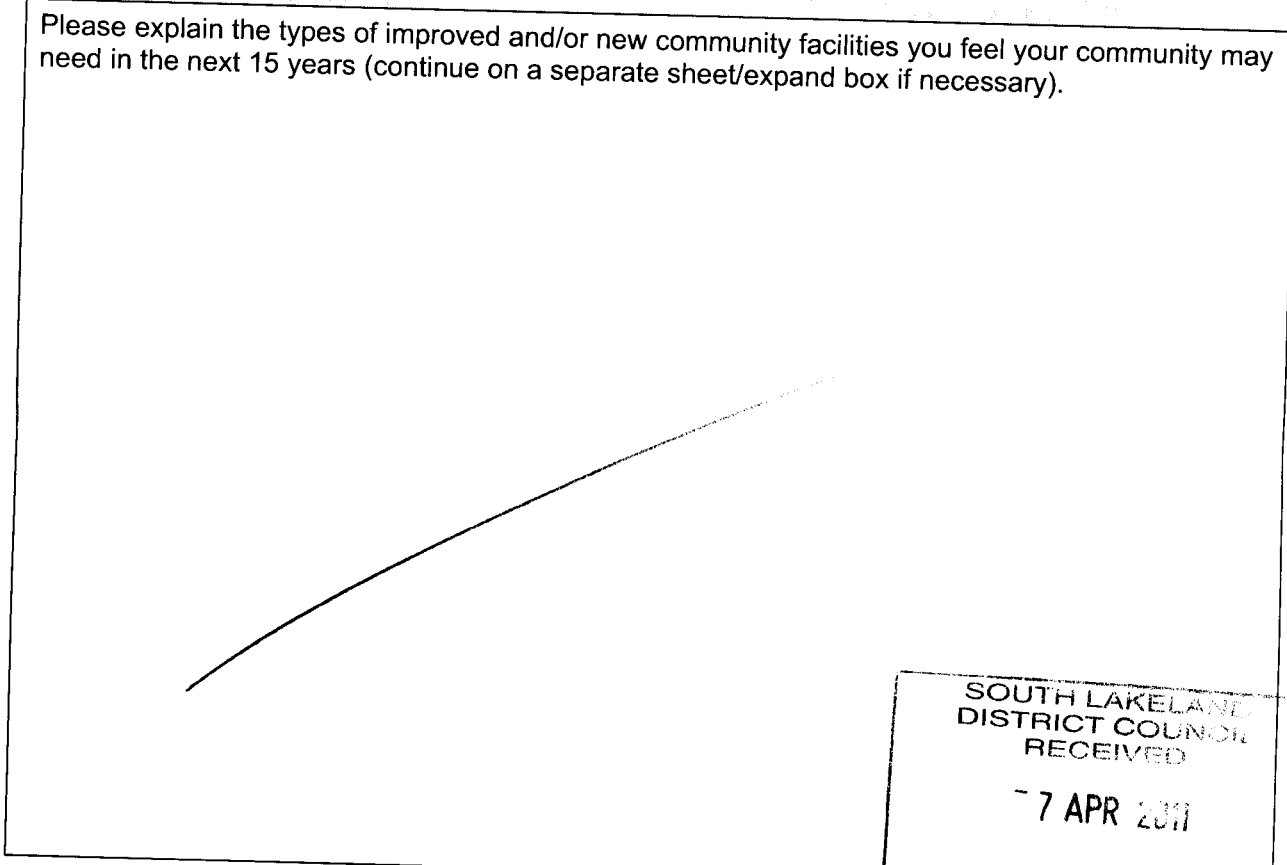 Please explain the types of improved and/or new community facilities you feel your community may
need in the next 15 years (continue on a separate sheet/expand box if necessary).
SOUTH LAKELAND
DISTRICT COUNCIL
RECEIVED
- 7 APR 2011